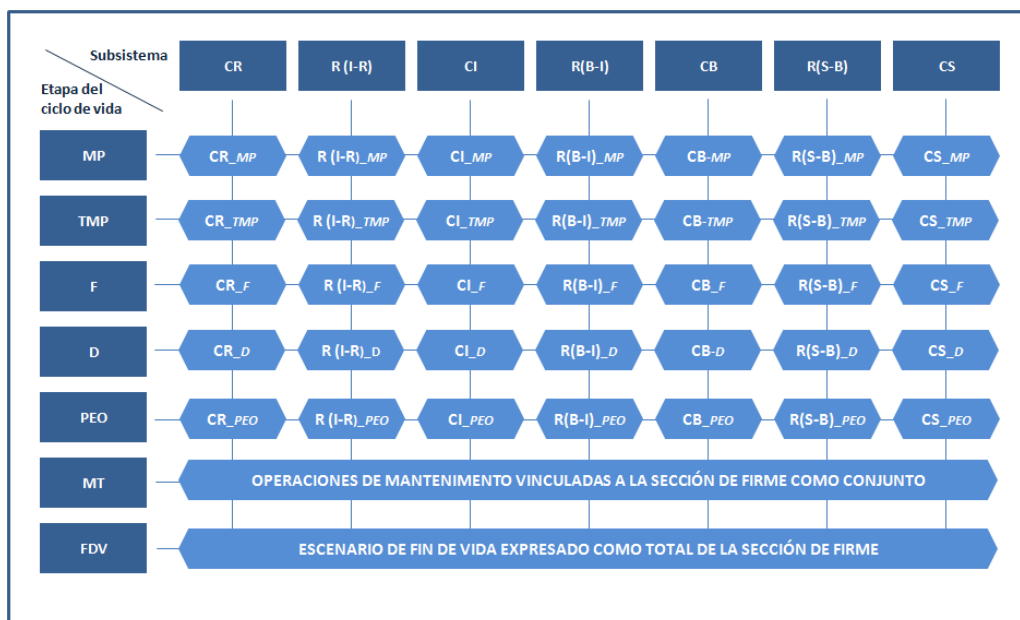 Subsistema
Etapa del
ciclo de vida
CR R (I-R) CI R(B-I) CB R(S-B) CS
MP CR_MP R (I-R)_MP CI_MP R(B-I)_MP CB-MP R(S-B)_MP CS_MP
TMP CR_TMP R (I-R)_TMP CI_TMP R(B-I)_TMP CB-TMP R(S-B)_TMP CS_TMP
F CR_F R (I-R)_F CI_F R(B-I)_F CB_F R(S-B)_F CS_F
D CR_D R (I-R)_D CI_D R(B-I)_D CB-D R(S-B)_D CS_D
PEO CR_PEO R (I-R)_PEO CI_PEO R(B-I)_PEO CB_PEO R(S-B)_PEO CS_PEO
MT OPERACIONES DE MANTENIMIENTO VINCULADAS A LA SECCIÓN DE FIRME COMO CONJUNTO
FDV ESCENARIO DE FIN DE VIDA EXPRESADO COMO TOTAL DE LA SECCIÓN DE FIRME